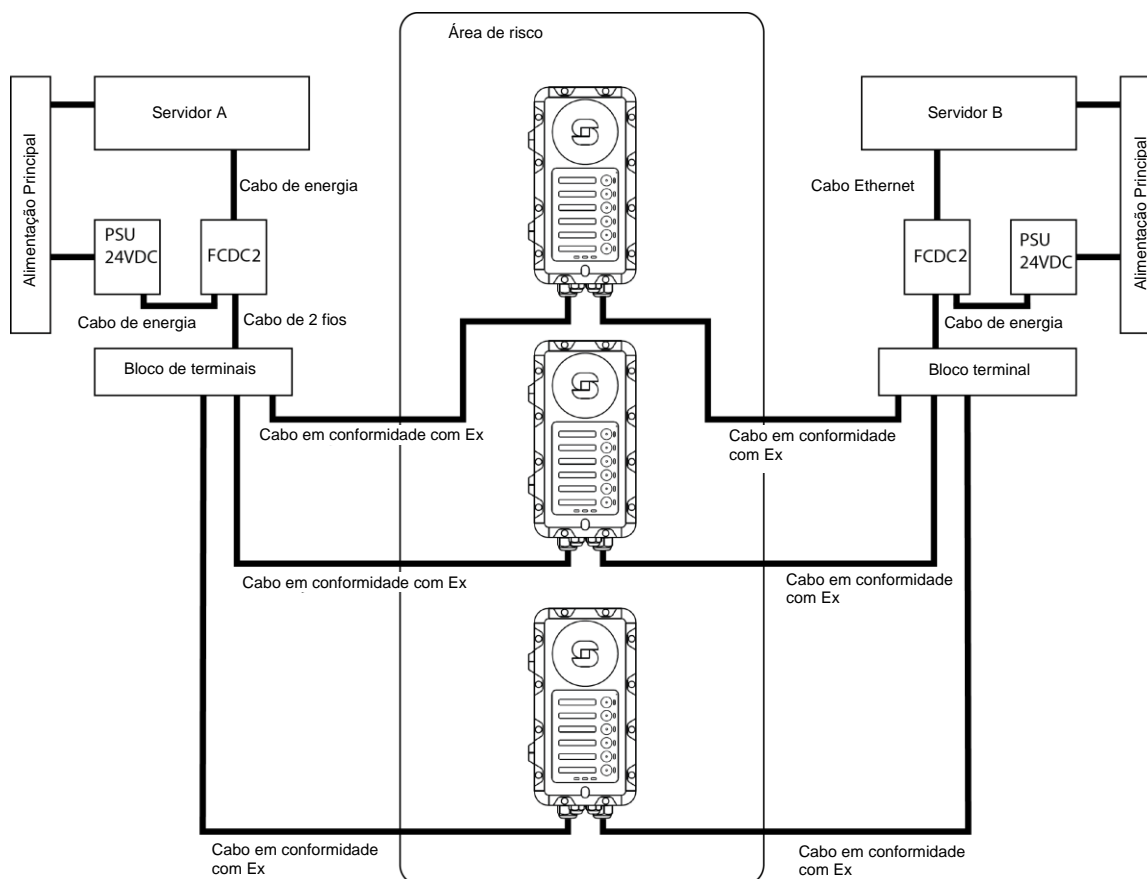 Área de risco
Servidor A
Servidor B
Alimentação Principal
Alimentação Principal
Cabo de energia
Cabo Ethernet
PSU
24VDC
FCDC2
FCDC2
PSU
24VDC
Cabo de energia
Cabo de 2 fios
Cabo de energia
Bloco de terminais
Bloco terminal
Cabo em conformidade com Ex
Cabo em conformidade
com Ex
Cabo em conformidade com Ex
Cabo em conformidade
com Ex
Cabo em conformidade
com Ex
Cabo em conformidade
com Ex